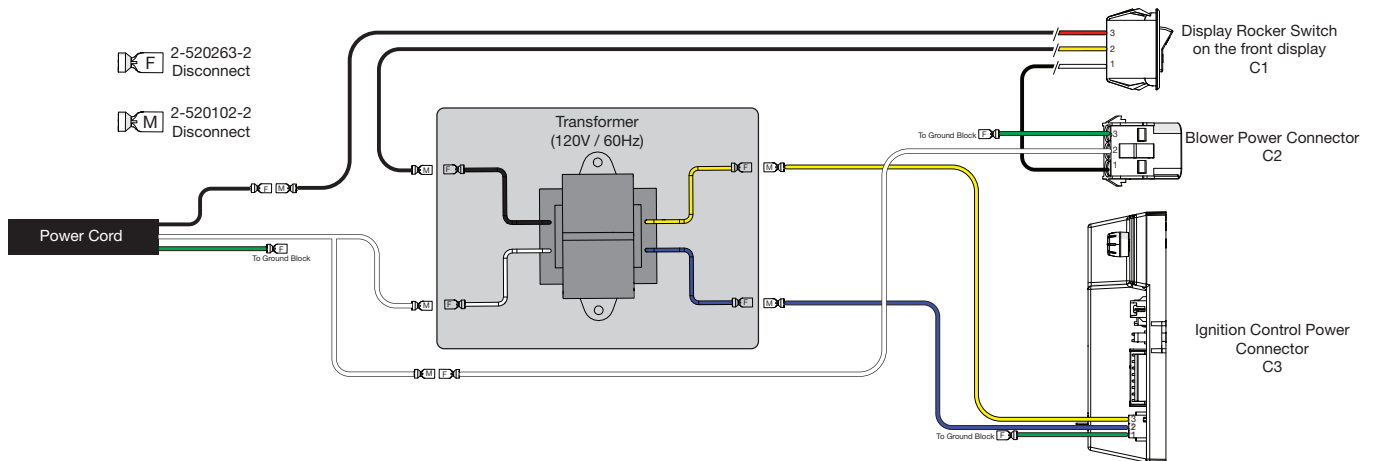 F
2-520263-2
Disconnect
M
2-520102-2
Disconnect
3
2
1
Display Rocker Switch
on the front display
C1
Transformer
(120V / 60Hz)
To Ground Block
F
3
2
1
Blower Power Connector
C2
M
F
F
M
F
M
Power Cord
F
To Ground Block
M
F
F
M
M
F
Ignition Control Power
Connector
C3
To Ground Block
F
3
2
1